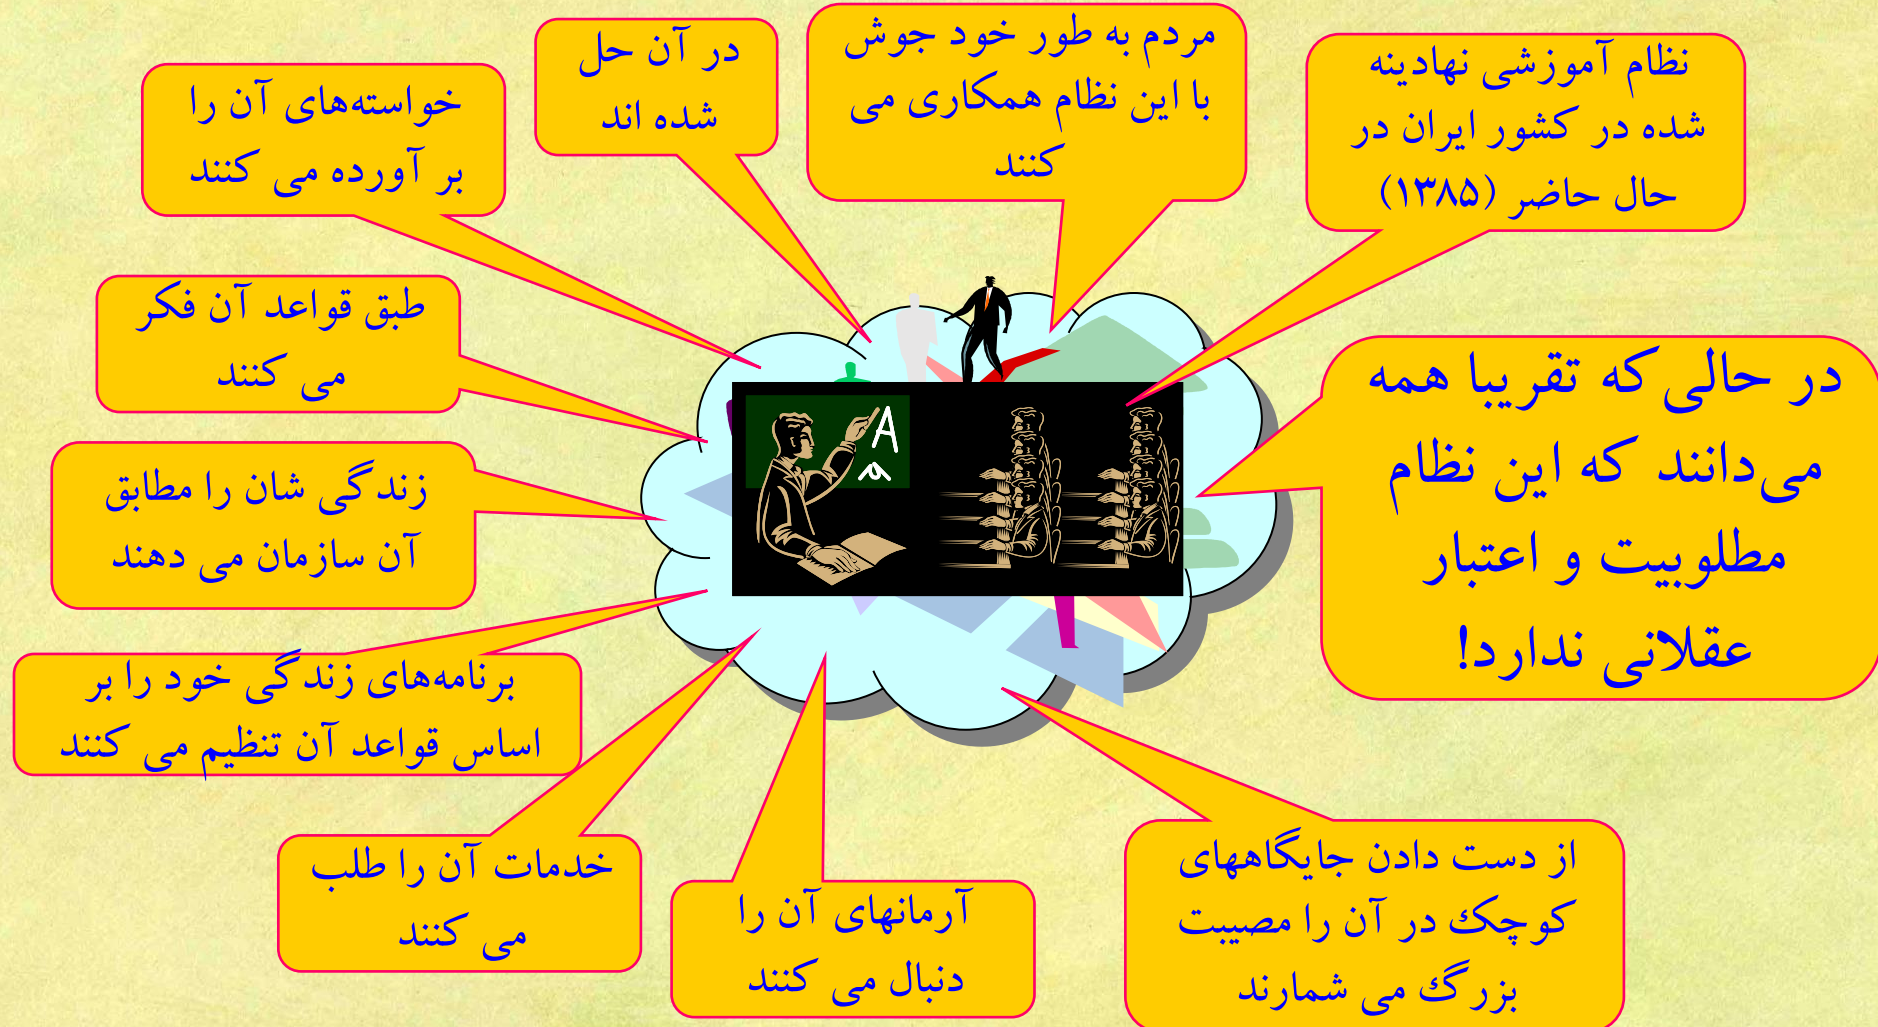 نظام آموزشی نهادینه
شده در کشور ایران در
حال حاضر (۱۳۸۵)
مردم به طور خود جوش
با این نظام همکاری می
کنند
در آن حل
شده اند
خواسته‌های آن را
بر آورده می کنند
طبق قواعد آن فکر
می کنند
زندگی شان را مطابق
آن سازمان می دهند
برنامه‌های زندگی خود را بر
اساس قواعد آن تنظیم می کنند
خدمات آن را طلب
می کنند
آرمانهای آن را
دنبال می کنند
از دست دادن جایگاههای
کوچك در آن را مصیبت
بزرگ می شمارند
در حالی که تقریبا همه
می‌دانند که این نظام
مطلوبیت و اعتبار
عقلانی ندارد!
A